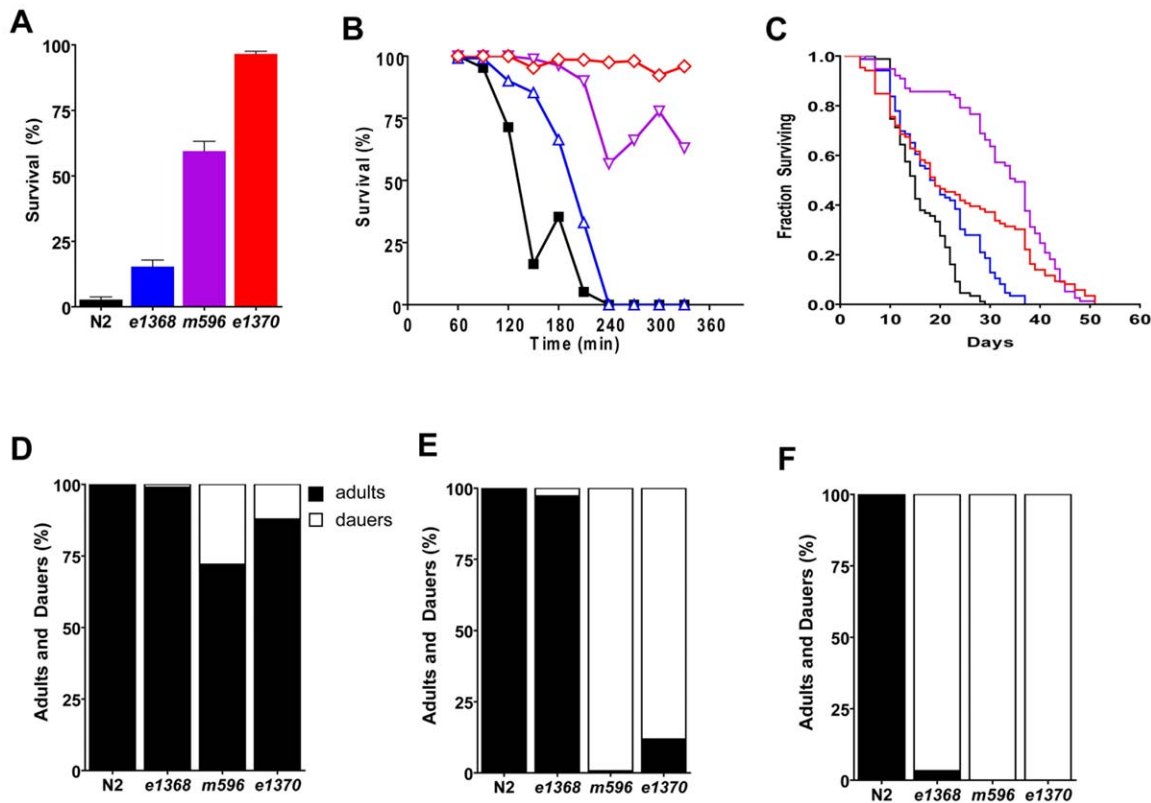 A
Survival (%)
100
75
50
25
0
N2 e1368 m596 e1370
B
Survival (%)
100
75
50
25
0
0 60 120 180 240 300 360
Time (min)
C
Fraction Surviving
1.0
0.8
0.6
0.4
0.2
0.0
0 10 20 30 40 50 60
Days
D
Adults and Dauers (%)
100
75
50
25
0
N2 e1368 m596 e1370
adults
dauers
E
Adults and Dauers (%)
100
75
50
25
0
N2 e1368 m596 e1370
F
Adults and Dauers (%)
100
75
50
25
0
N2 e1368 m596 e1370